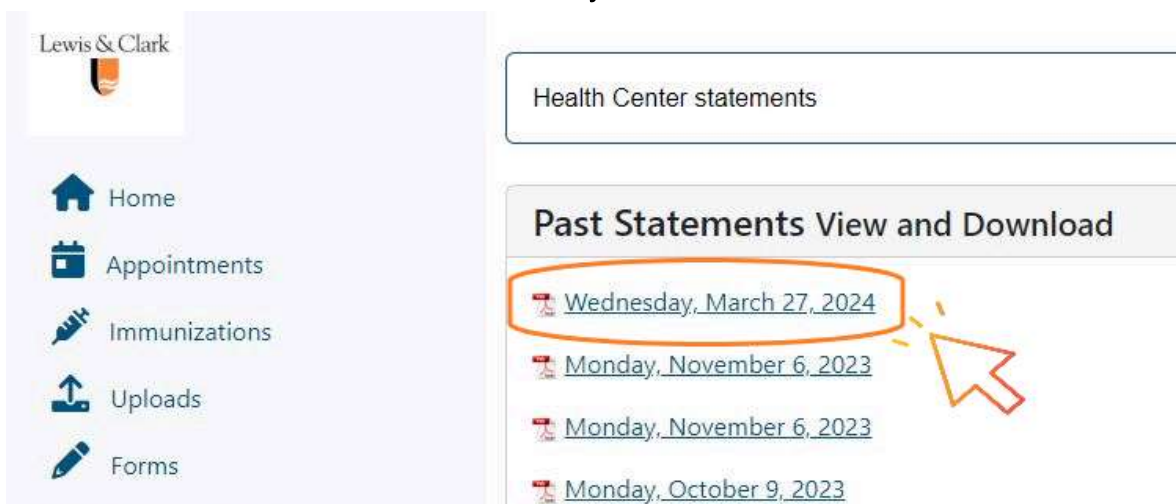 Lewis & Clark
Home
Appointments
Immunizations
Uploads
Forms
Health Center statements
Past Statements View and Download
Wednesday, March 27, 2024
Monday, November 6, 2023
Monday, November 6, 2023
Monday, October 9, 2023